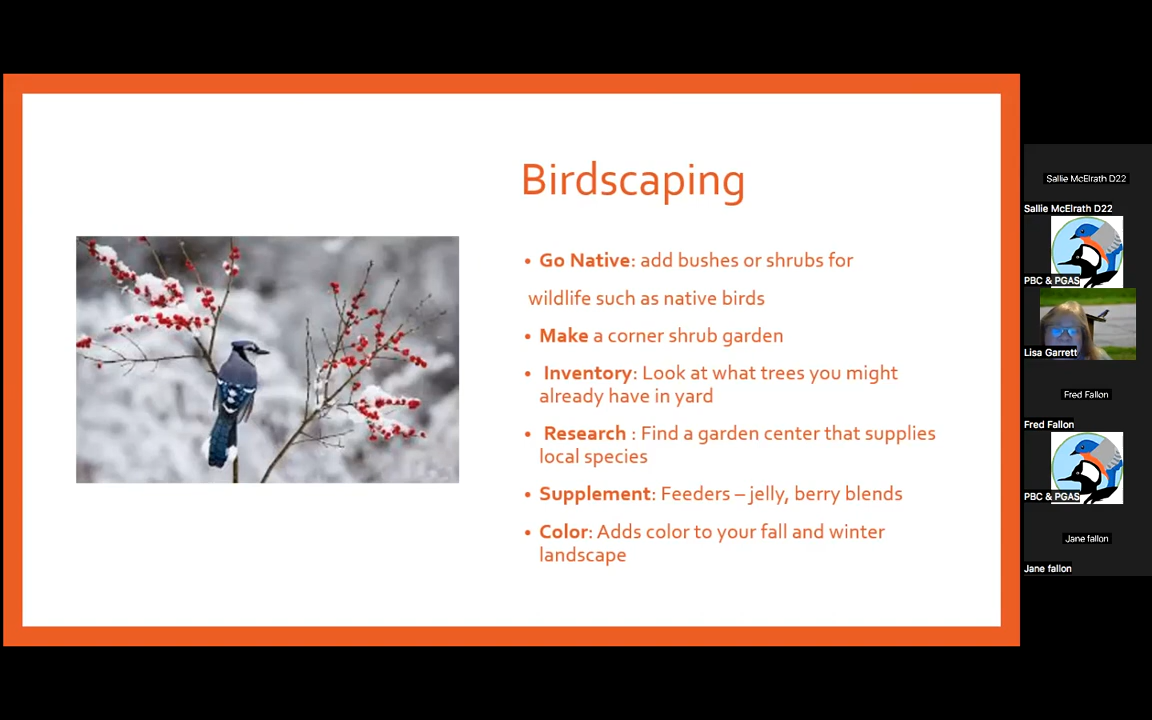 Birdscaping
• Go Native: add bushes or shrubs for
wildlife such as native birds
• Make a corner shrub garden
• Inventory: Look at what trees you might
already have in yard
• Research : Find a garden center that supplies
local species
• Supplement: Feeders – jelly, berry blends
• Color: Adds color to your fall and winter
landscape
Sallie McElrath D22
Sallie McElrath D22
PBC & PGAS
Lisa Garrett
Fred Fallon
Fred Fallon
PBC & PGAS
Jane fallon
Jane fallon